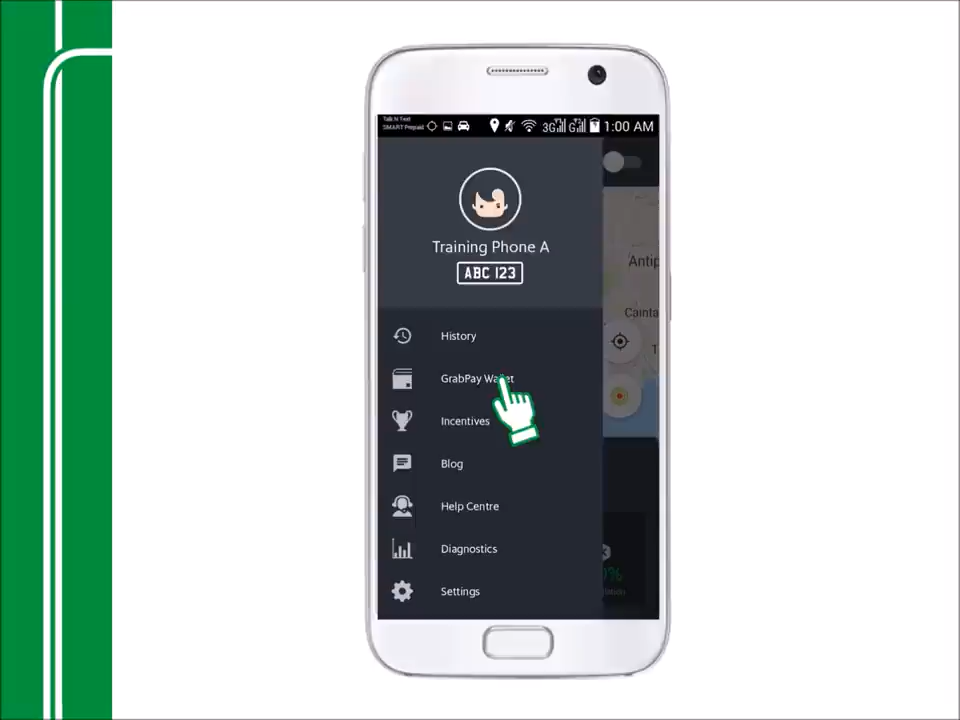 Talk N Text
SMART Prepaid
3G G 1:00 AM
Training Phone A
ABC 123
Antip
Cainta
T
History
GrabPay Wallet
Incentives
Blog
Help Centre
Diagnostics
Settings
%
lation